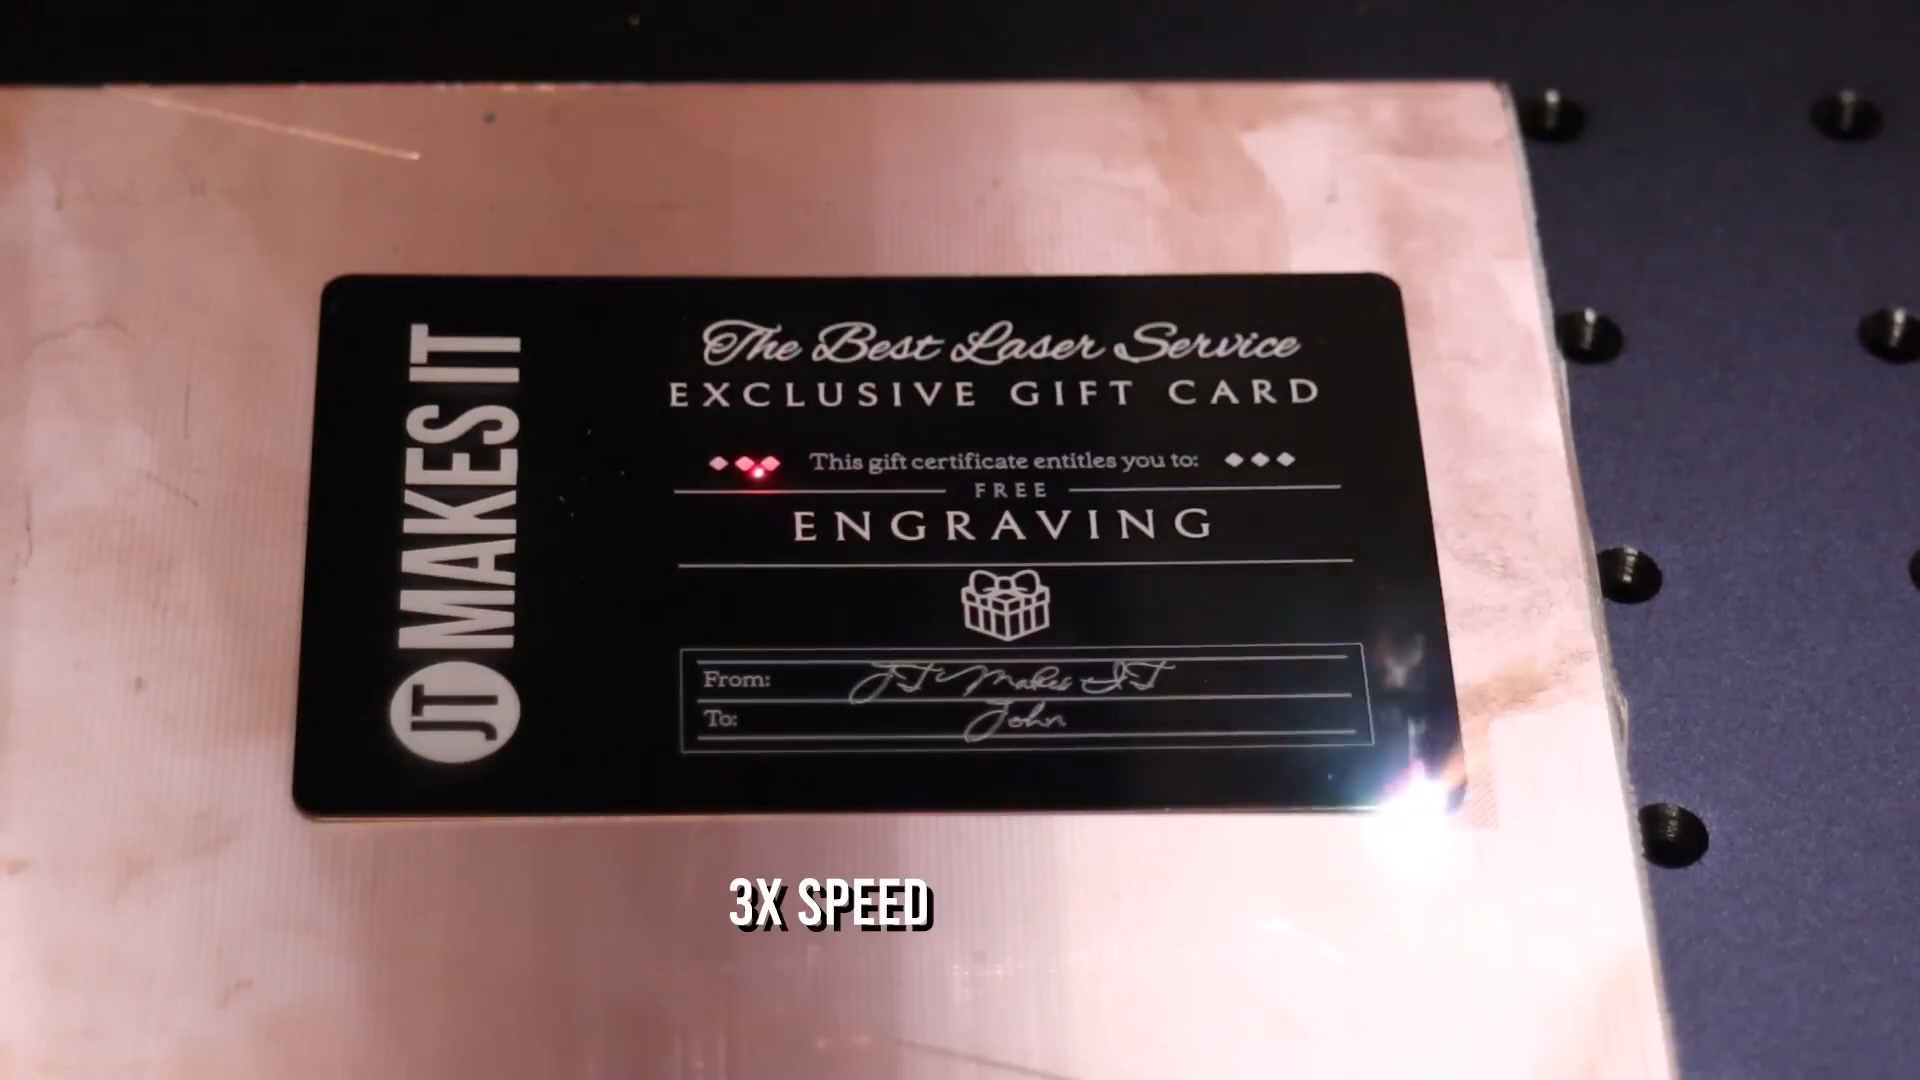 JT MAKES IT
The Best Laser Service
EXCLUSIVE GIFT CARD
This gift certificate entitles you to:
FREE
ENGRAVING
From: JT Makes IT
To: John
3X SPEED